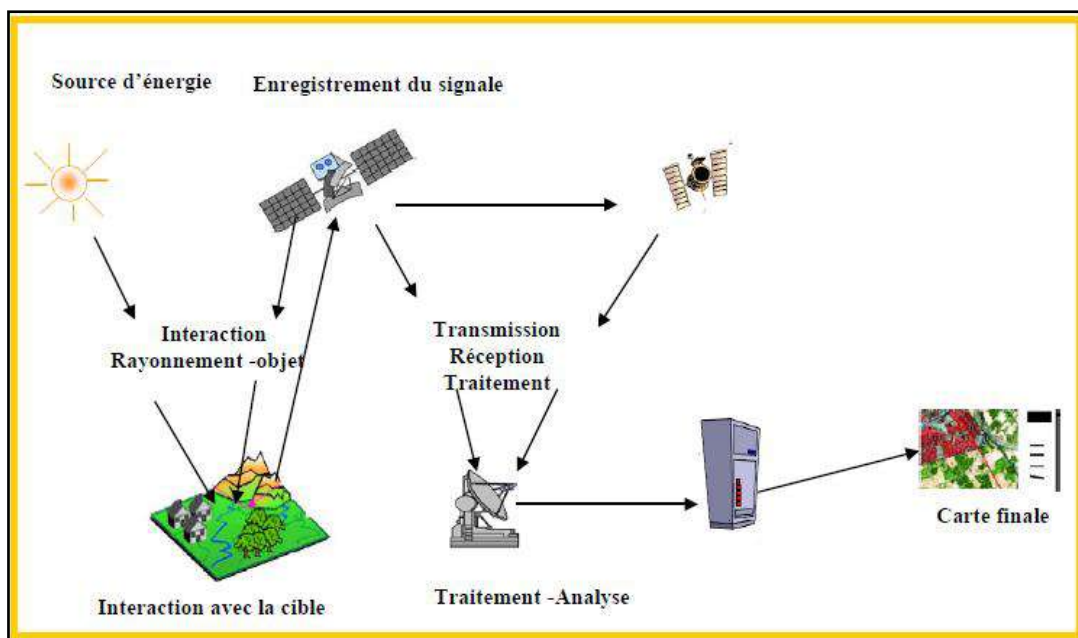 Source d’énergie
Enregistrement du signale
Interaction
Rayonnement -objet
Transmission
Réception
Traitement
Carte finale
Interaction avec la cible
Traitement -Analyse